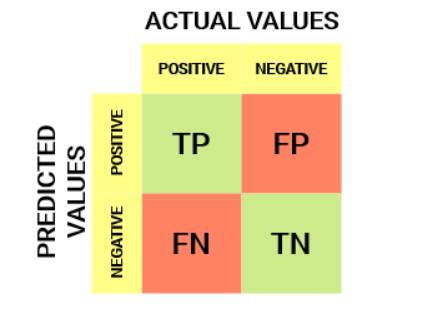 ACTUAL VALUES
POSITIVE NEGATIVE
PREDICTED
VALUES
POSITIVE
TP FP
NEGATIVE
FN TN